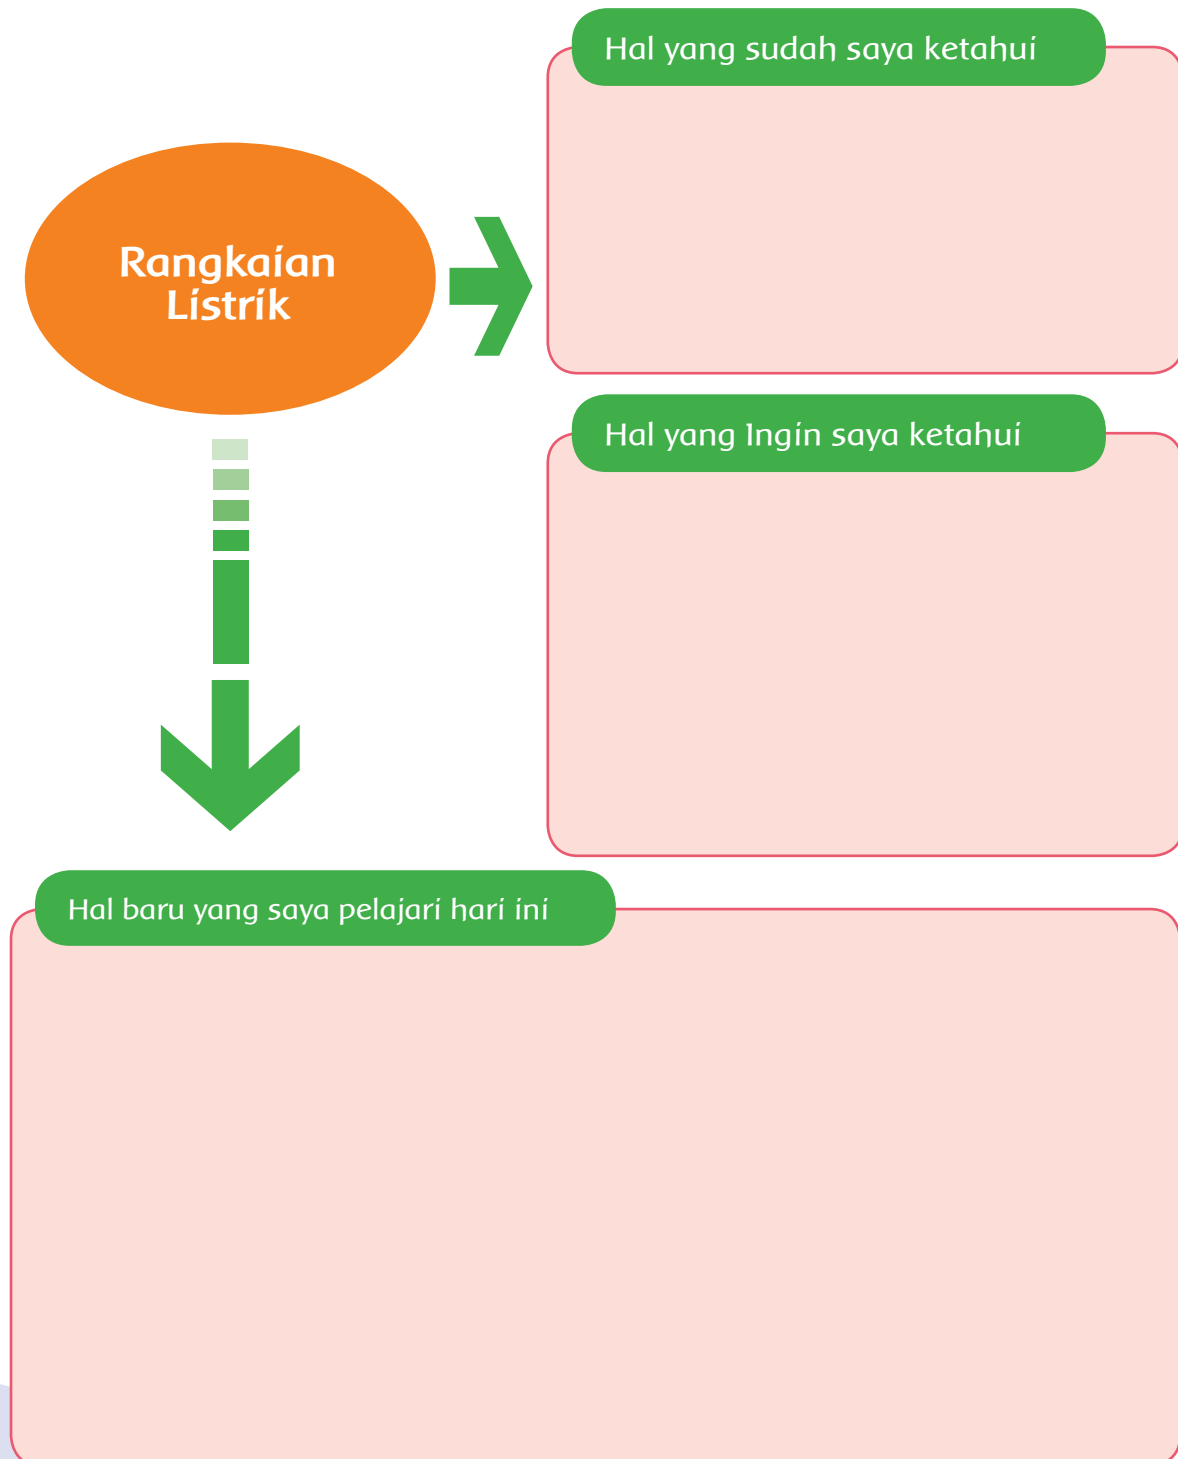 Hal yang sudah saya ketahui
Rangkaian
Listrik
Hal yang Ingin saya ketahui
Hal baru yang saya pelajari hari ini